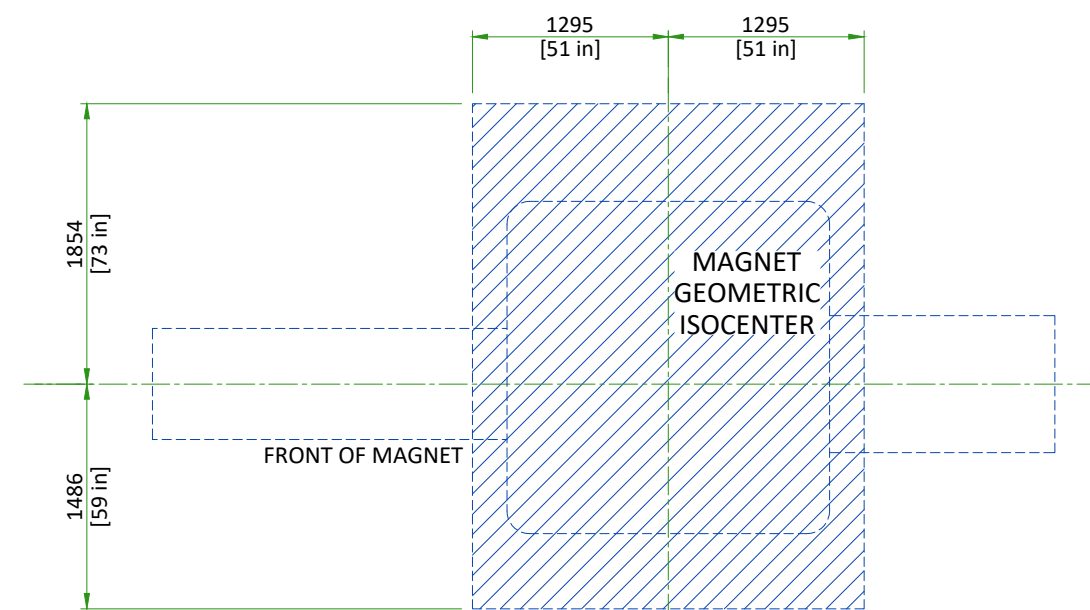 1295
[51 in]
1295
[51 in]
1854
[73 in]
MAGNET
GEOMETRIC
ISOCENTER
FRONT OF MAGNET
1486
[59 in]